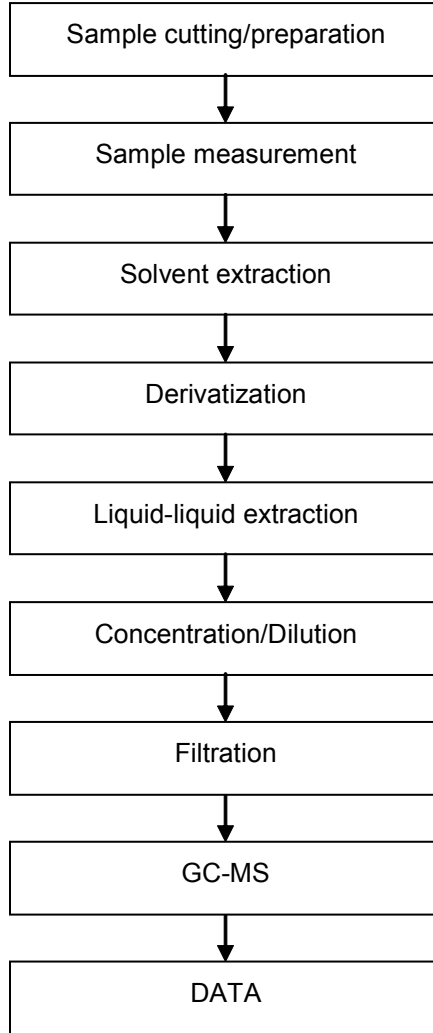 Sample cutting/preparation
Sample measurement
Solvent extraction
Derivatization
Liquid-liquid extraction
Concentration/Dilution
Filtration
GC-MS
DATA